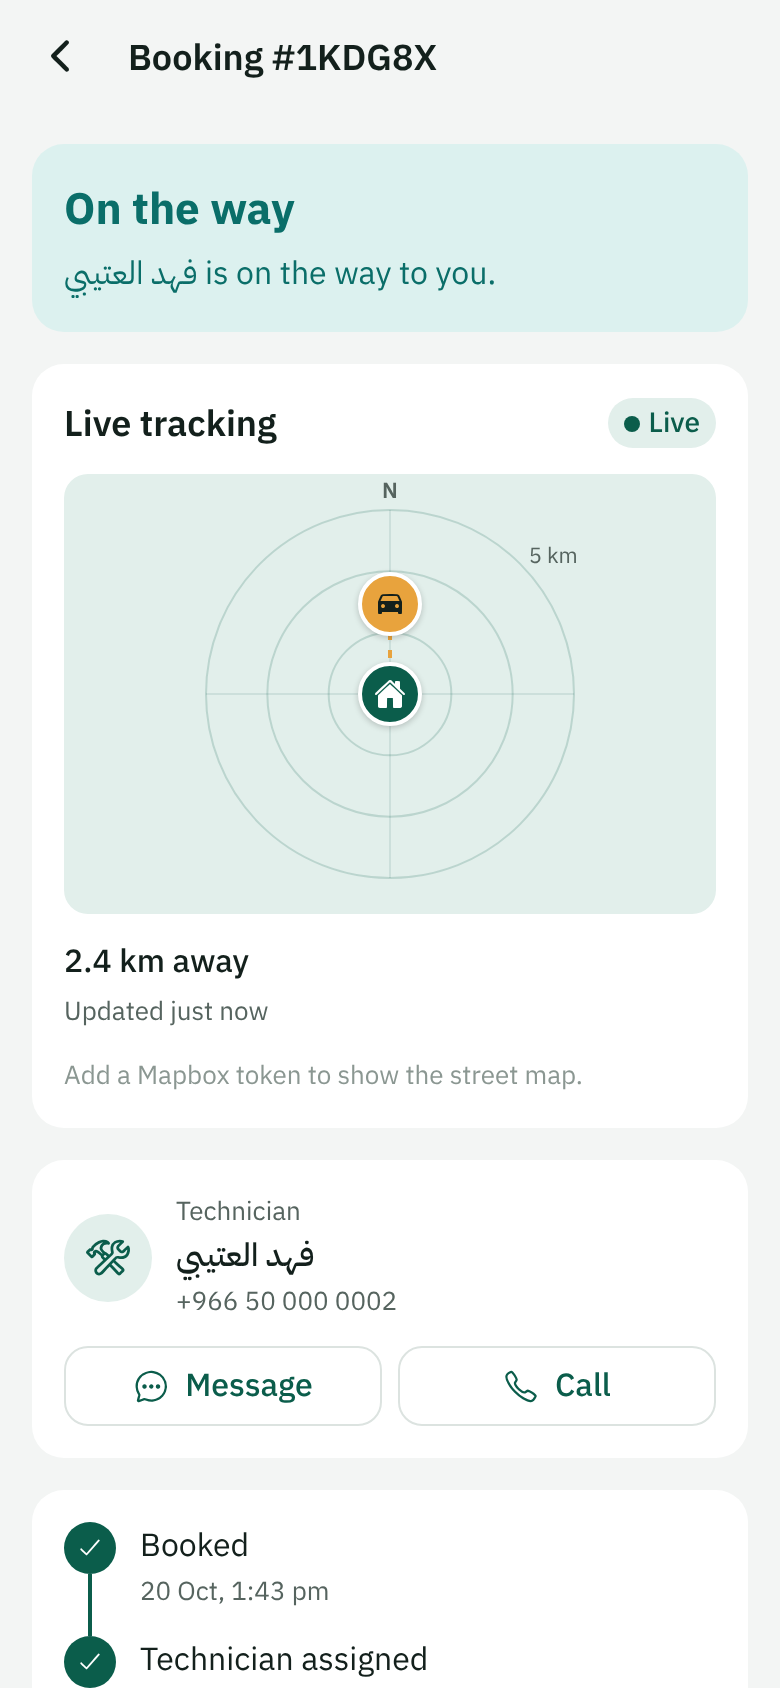 Booking #1KDG8X
On the way
فهد العتيبي is on the way to you.
Live tracking
Live
N
5 km
2.4 km away
Updated just now
Add a Mapbox token to show the street map.
Technician
فهد العتيبي
+966 50 000 0002
Message
Call
Booked
20 Oct, 1:43 pm
Technician assigned